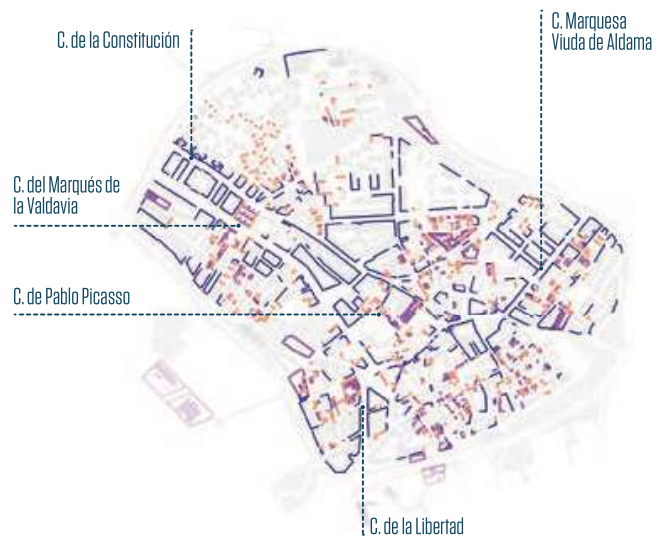 C. Marquesa
Viuda de Aldama
C. de la Constitución
C. del Marqués de
la Valdavia
C. de Pablo Picasso
C. de la Libertad